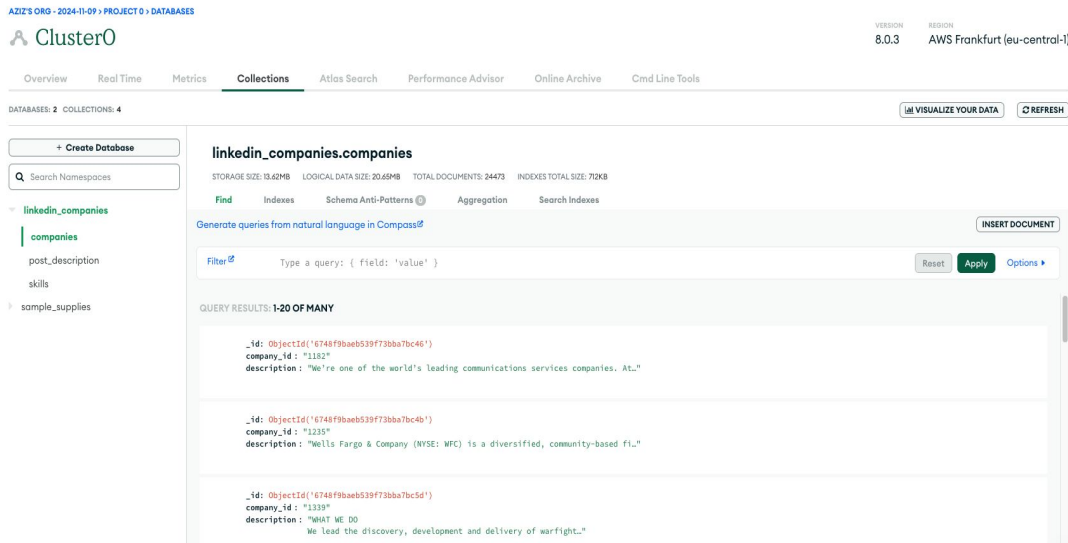 AZIZ'S ORG - 2024-11-09 > PROJECT 0 > DATABASES
Cluster0
VERSION
8.0.3
REGION
AWS Frankfurt (eu-central-1)
Overview Real Time Metrics Collections Atlas Search Performance Advisor Online Archive Cmd Line Tools
DATABASES: 2 COLLECTIONS: 4
VISUALIZE YOUR DATA
REFRESH
+ Create Database
Search Namespaces
linkedin_companies
companies
post_description
skills
sample_supplies
linkedin_companies.companies
STORAGE SIZE: 13.62MB LOGICAL DATA SIZE: 20.65MB TOTAL DOCUMENTS: 24473 INDEXES TOTAL SIZE: 712KB
Find Indexes Schema Anti-Patterns 0 Aggregation Search Indexes
Generate queries from natural language in Compass
INSERT DOCUMENT
Filter Type a query: { field: 'value' } Reset Apply Options
QUERY RESULTS: 1-20 OF MANY
_id: ObjectId('6748f9baeb539f73bba7bc46')
company_id : "1182"
description : "We're one of the world's leading communications services companies. At…"
_id: ObjectId('6748f9baeb539f73bba7bc4b')
company_id : "1235"
description : "Wells Fargo & Company (NYSE: WFC) is a diversified, community-based fi…"
_id: ObjectId('6748f9baeb539f73bba7bc5d')
company_id : "1339"
description : "WHAT WE DO
We lead the discovery, development and delivery of warfight…"